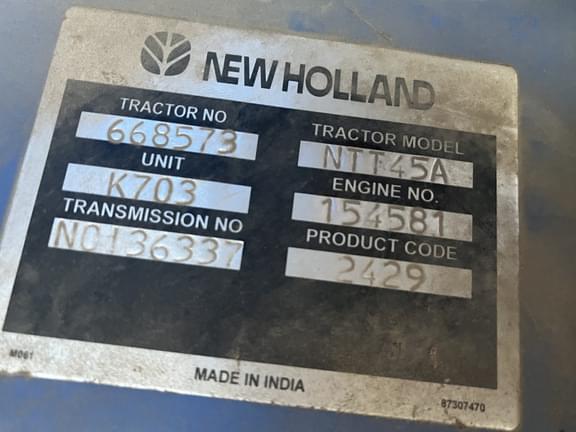 NEW HOLLAND
TRACTOR NO
668573
TRACTOR MODEL
NTT45A
UNIT
K703
ENGINE NO.
154581
TRANSMISSION NO
N0136337
PRODUCT CODE
2429
M061
MADE IN INDIA
87307470